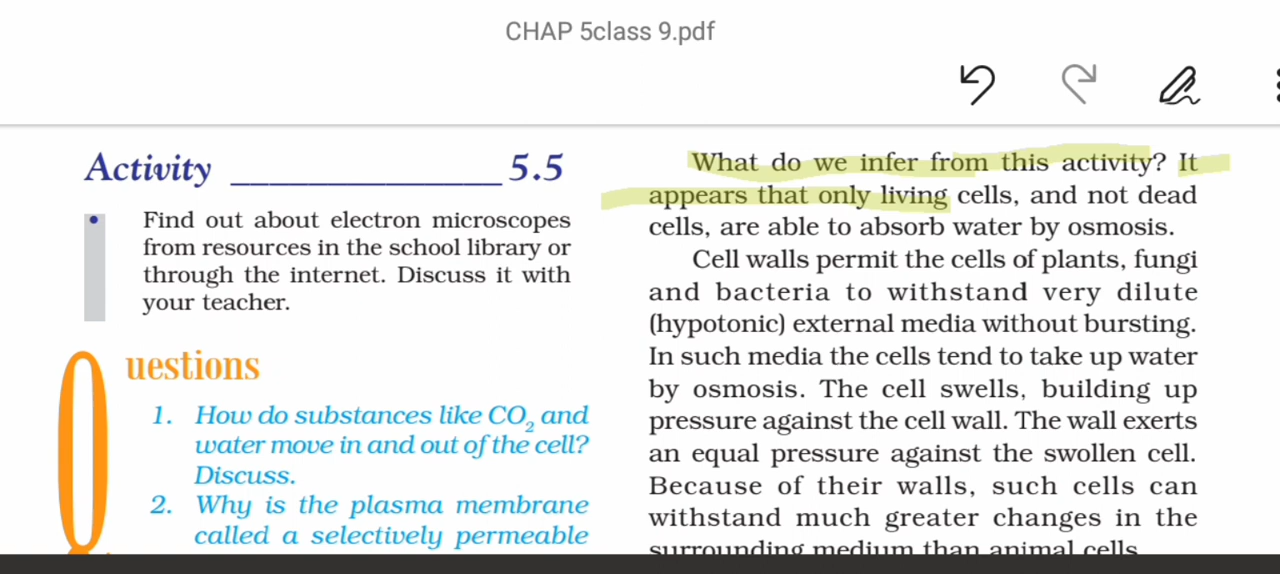 CHAP 5class 9.pdf
Activity _______________ 5.5
• Find out about electron microscopes
from resources in the school library or
through the internet. Discuss it with
your teacher.
Questions
1. How do substances like CO₂ and
water move in and out of the cell?
Discuss.
2. Why is the plasma membrane
called a selectively permeable
What do we infer from this activity? It
appears that only living cells, and not dead
cells, are able to absorb water by osmosis.
Cell walls permit the cells of plants, fungi
and bacteria to withstand very dilute
(hypotonic) external media without bursting.
In such media the cells tend to take up water
by osmosis. The cell swells, building up
pressure against the cell wall. The wall exerts
an equal pressure against the swollen cell.
Because of their walls, such cells can
withstand much greater changes in the
surrounding medium than animal cells